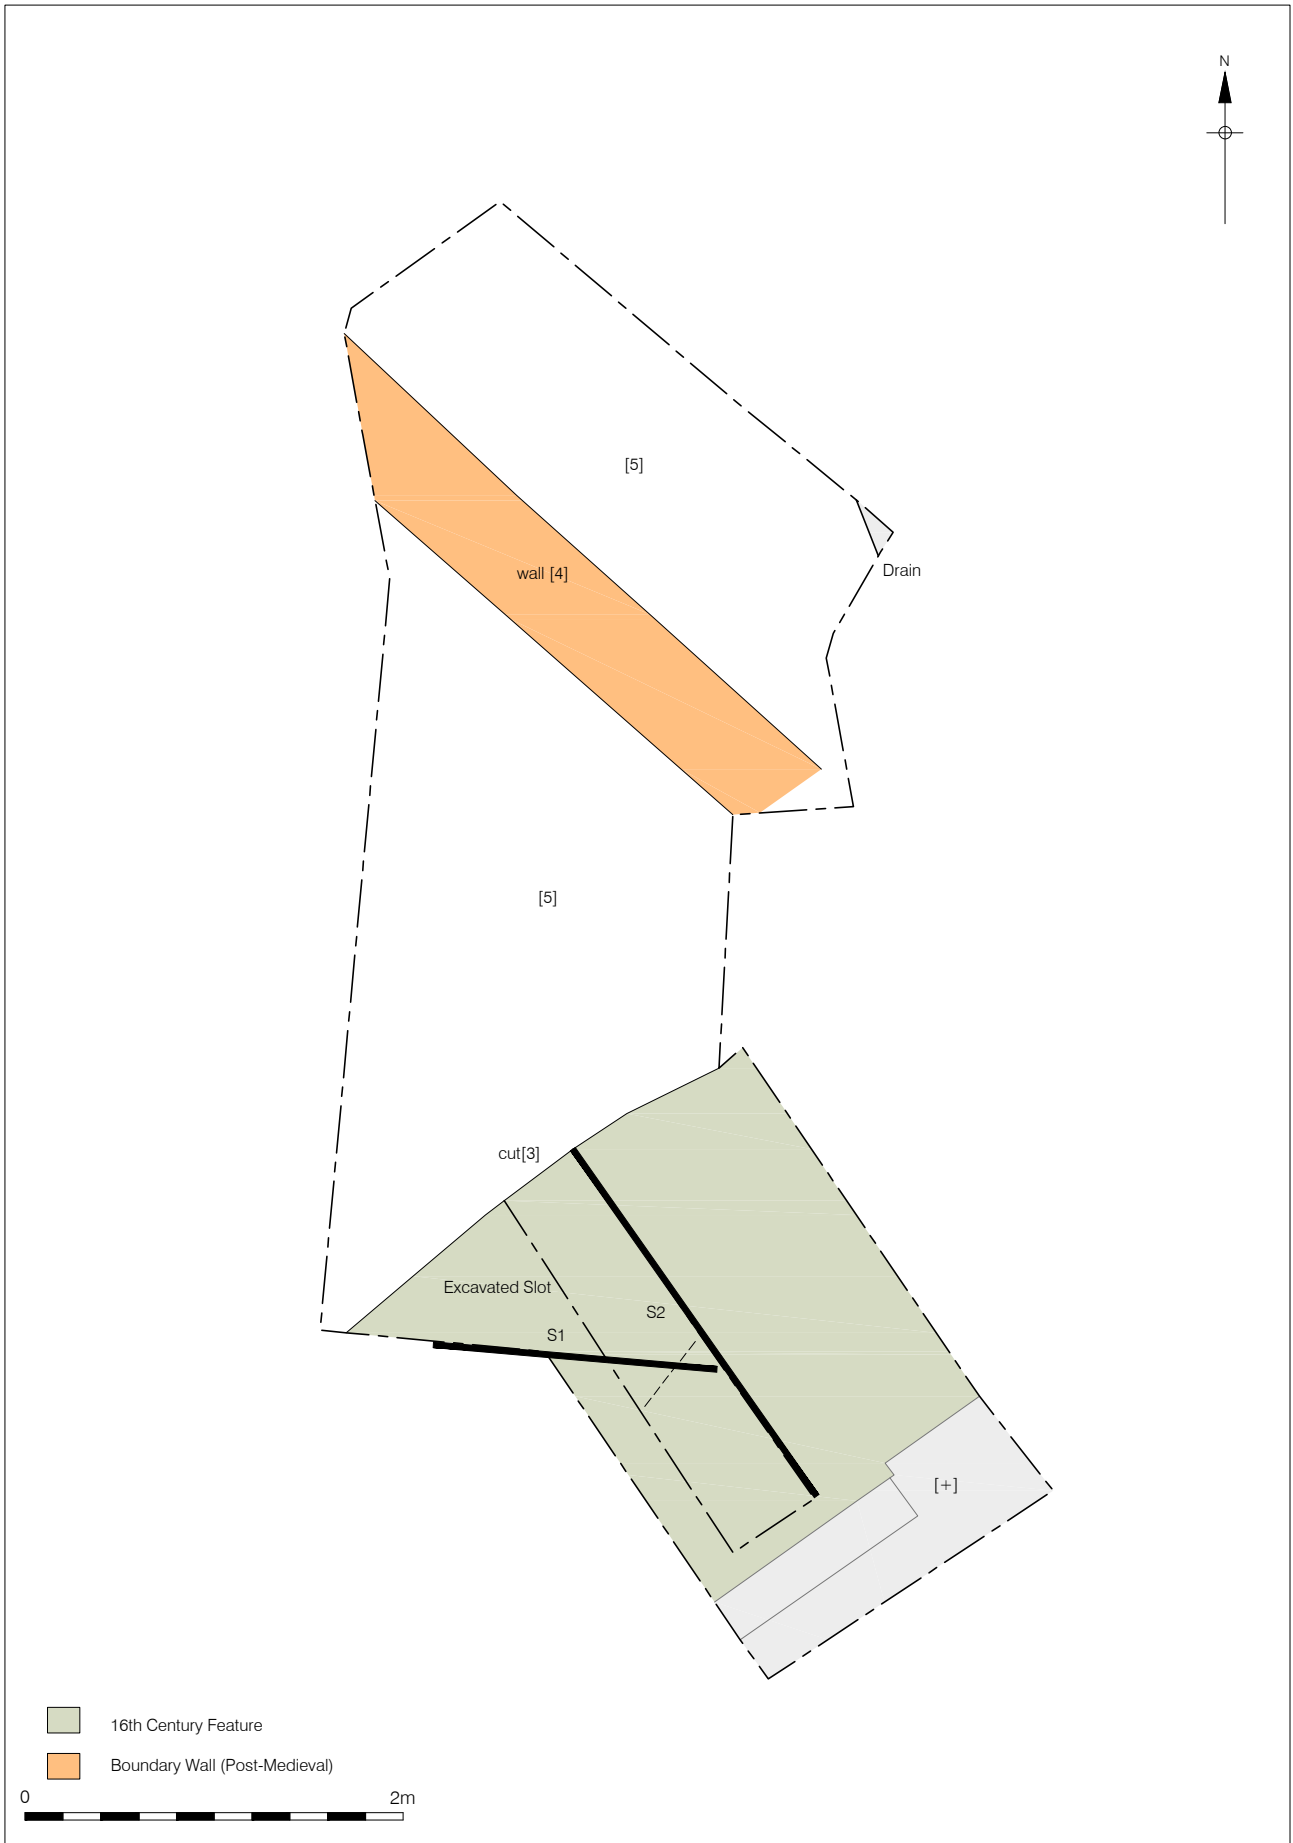 N
[5]
Drain
wall [4]
[5]
cut[3]
Excavated Slot
S2
S1
[+]
16th Century Feature
Boundary Wall (Post-Medieval)
0 2m